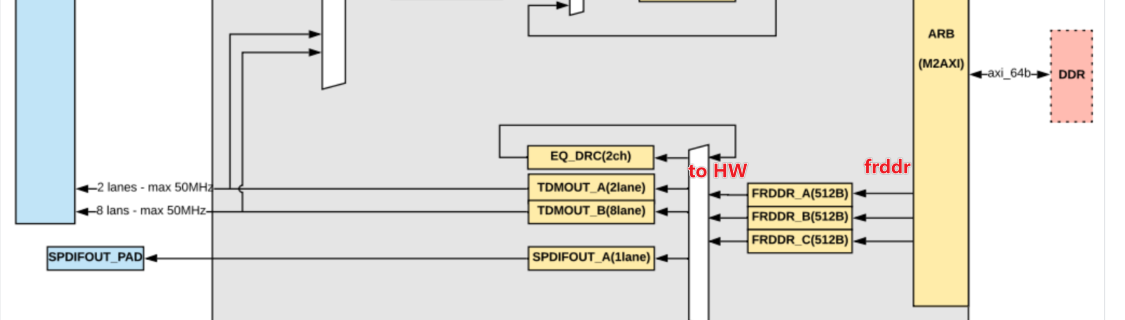 ARB
(M2AXI)
axi_64b
DDR
EQ_DRC(2ch)
to HW
frddr
2 lanes - max 50MHz
TDMOUT_A(2lane)
FRDDR_A(512B)
8 lans - max 50MHz
TDMOUT_B(8lane)
FRDDR_B(512B)
FRDDR_C(512B)
SPDIFOUT_PAD
SPDIFOUT_A(1lane)